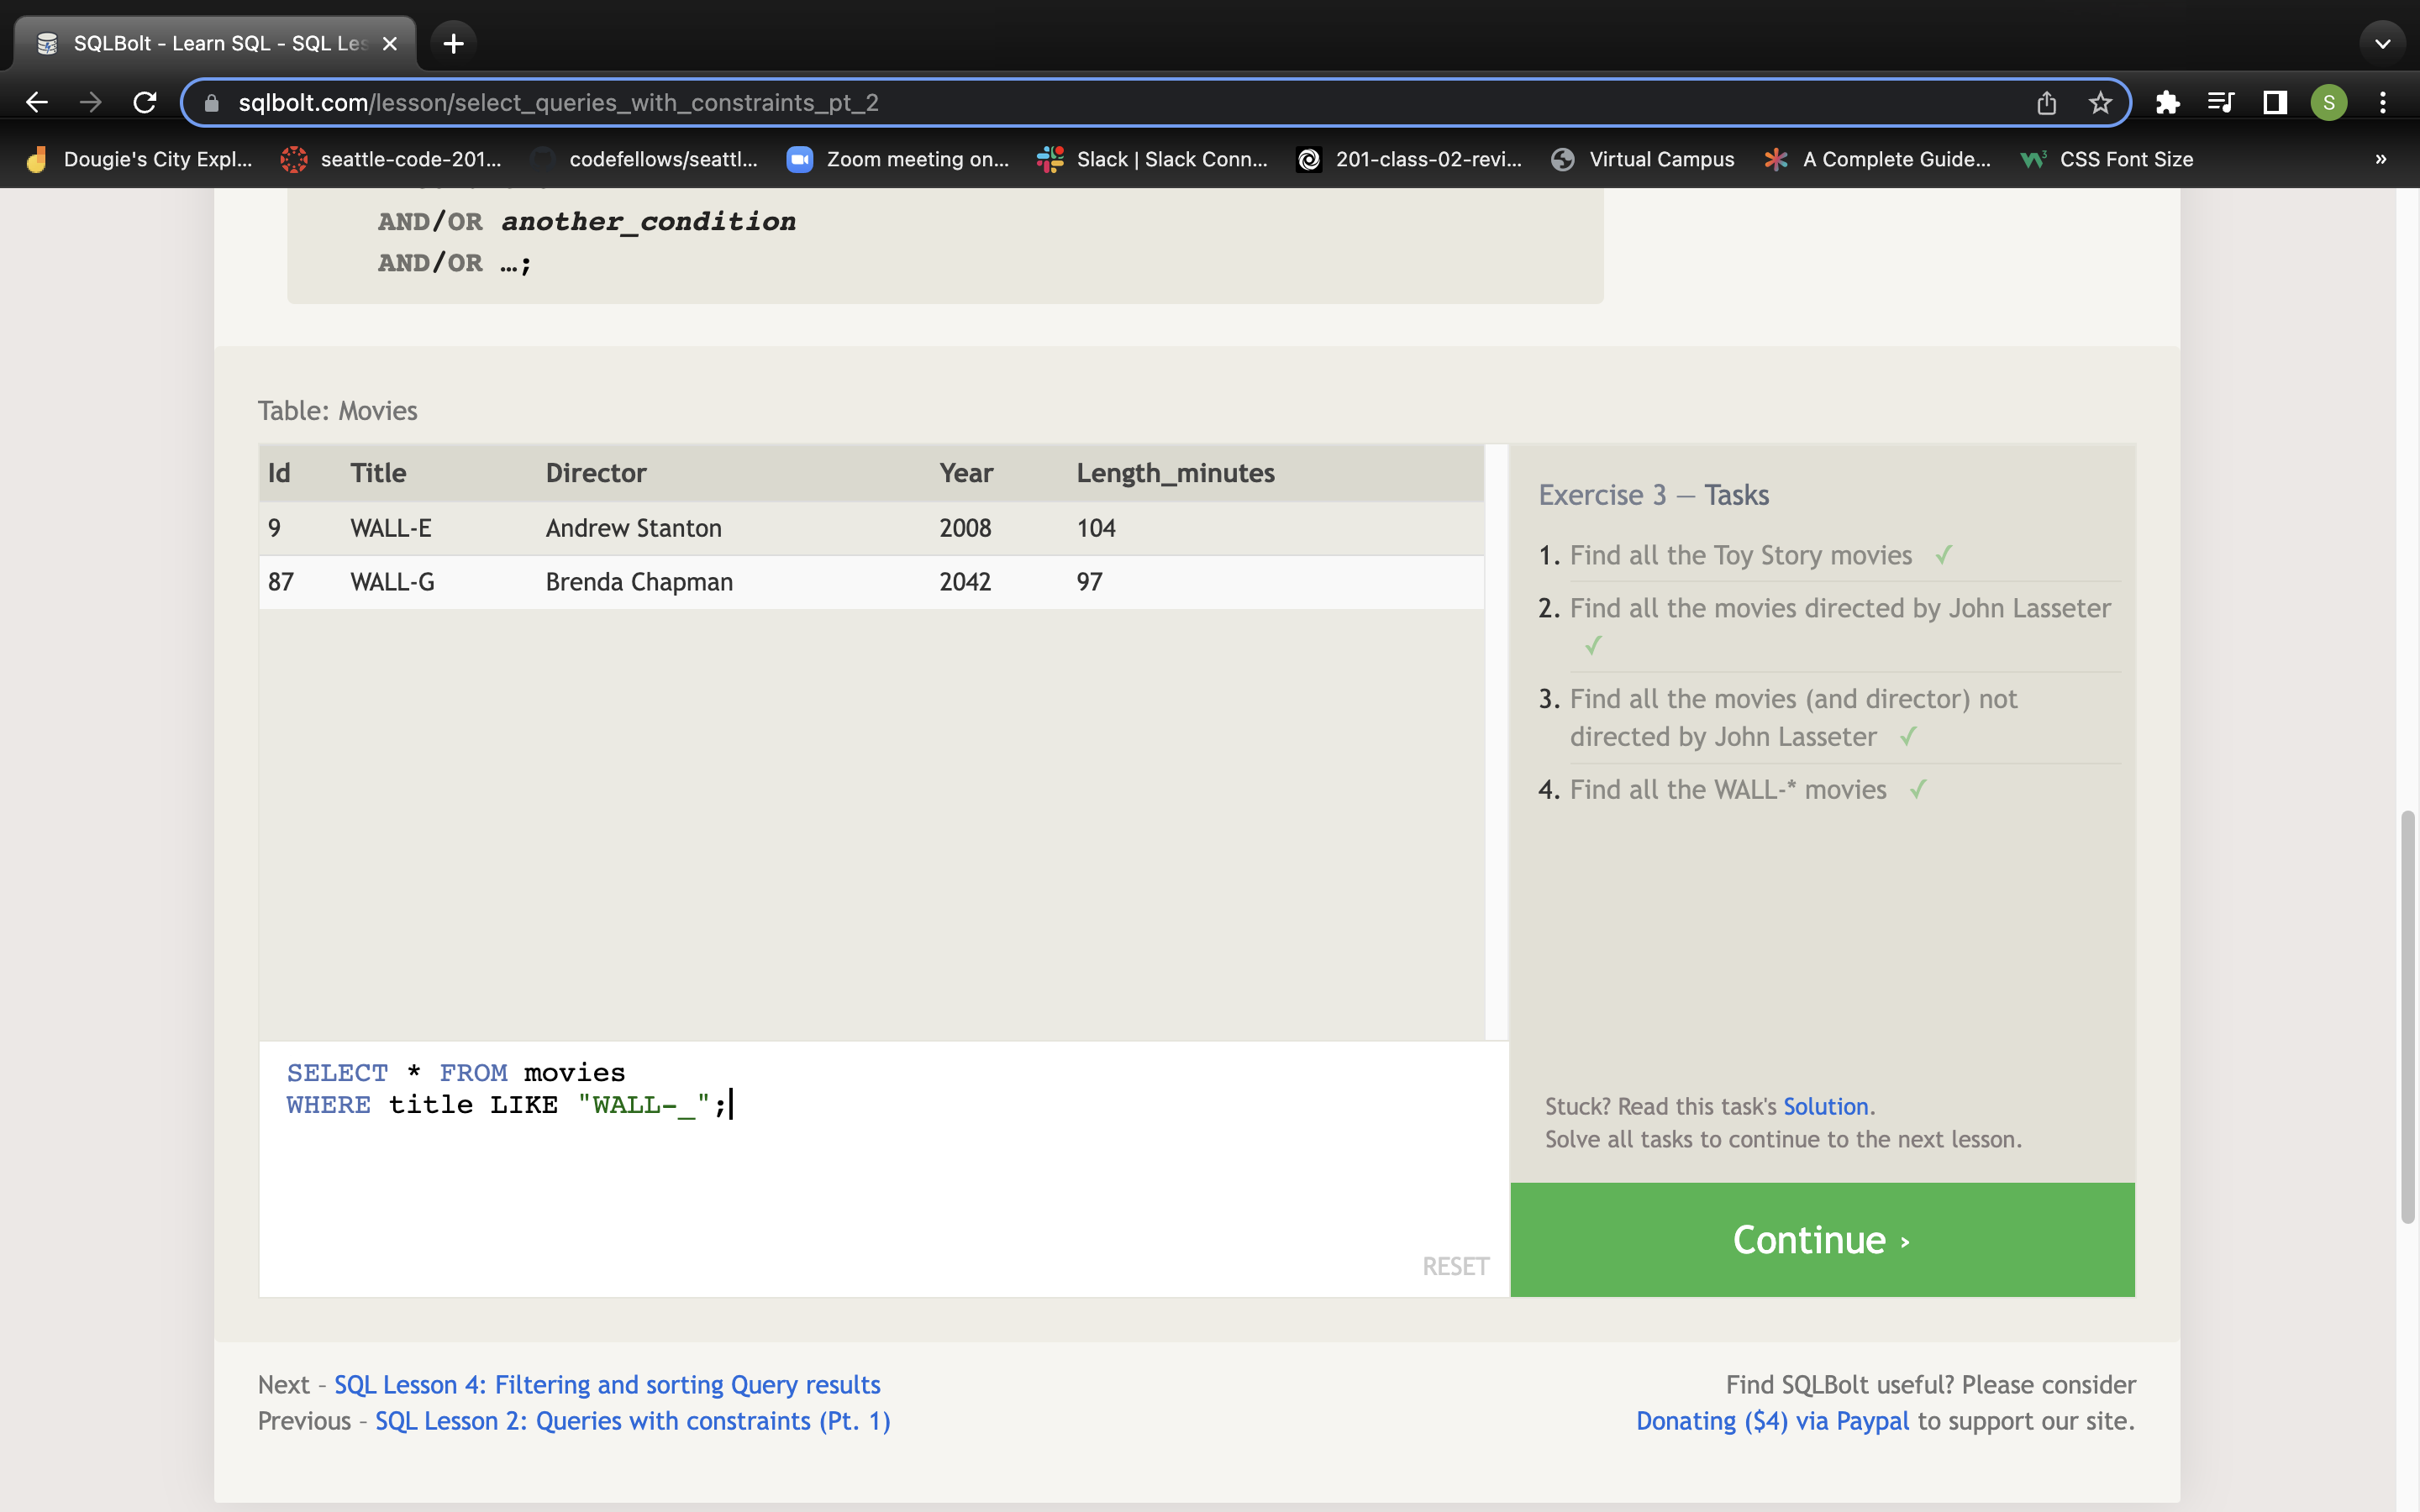 SQLBolt - Learn SQL - SQL Les
sqlbolt.com/lesson/select_queries_with_constraints_pt_2
S
Dougie's City Expl... seattle-code-201... codefellows/seattl... Zoom meeting on... Slack | Slack Conn... 201-class-02-revi... Virtual Campus A Complete Guide... CSS Font Size »
AND/OR another_condition
AND/OR …;
Table: Movies
Id Title Director Year Length_minutes
9 WALL-E Andrew Stanton 2008 104
87 WALL-G Brenda Chapman 2042 97
Exercise 3 — Tasks
1. Find all the Toy Story movies ✓
2. Find all the movies directed by John Lasseter
✓
3. Find all the movies (and director) not
directed by John Lasseter ✓
4. Find all the WALL-* movies ✓
SELECT * FROM movies
WHERE title LIKE "WALL-_";
RESET
Stuck? Read this task's Solution.
Solve all tasks to continue to the next lesson.
Continue ›
Next – SQL Lesson 4: Filtering and sorting Query results
Previous – SQL Lesson 2: Queries with constraints (Pt. 1)
Find SQLBolt useful? Please consider
Donating ($4) via Paypal to support our site.